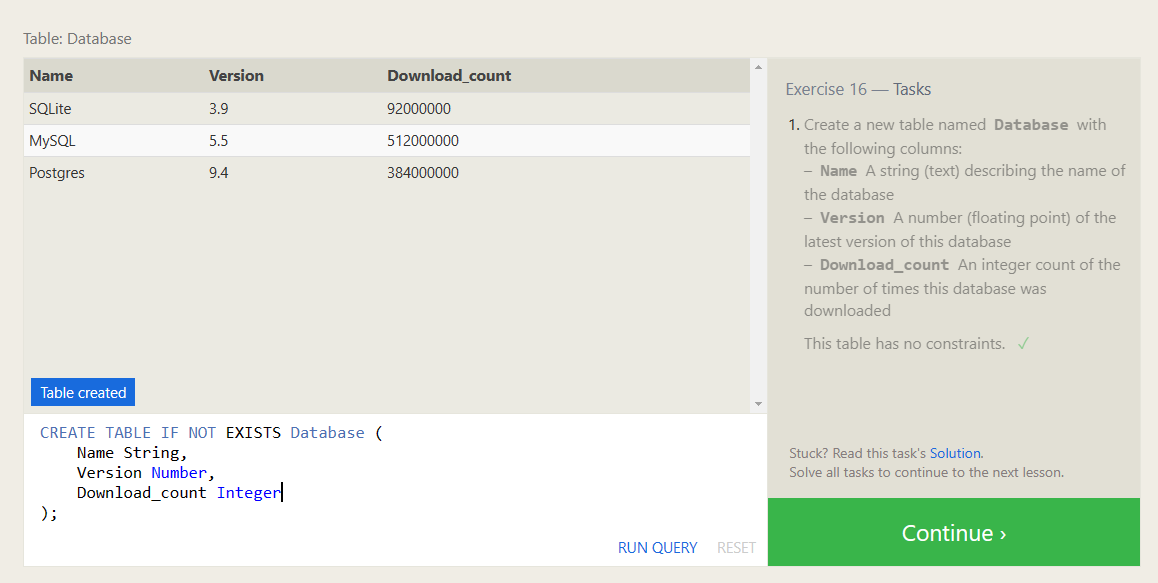 Table: Database
Name Version Download_count
SQLite 3.9 92000000
MySQL 5.5 512000000
Postgres 9.4 384000000
Table created
CREATE TABLE IF NOT EXISTS Database (
    Name String,
    Version Number,
    Download_count Integer
);
RUN QUERY RESET
Exercise 16 — Tasks
1. Create a new table named Database with
the following columns:
– Name A string (text) describing the name of
the database
– Version A number (floating point) of the
latest version of this database
– Download_count An integer count of the
number of times this database was
downloaded
This table has no constraints. ✓
Stuck? Read this task's Solution.
Solve all tasks to continue to the next lesson.
Continue ›